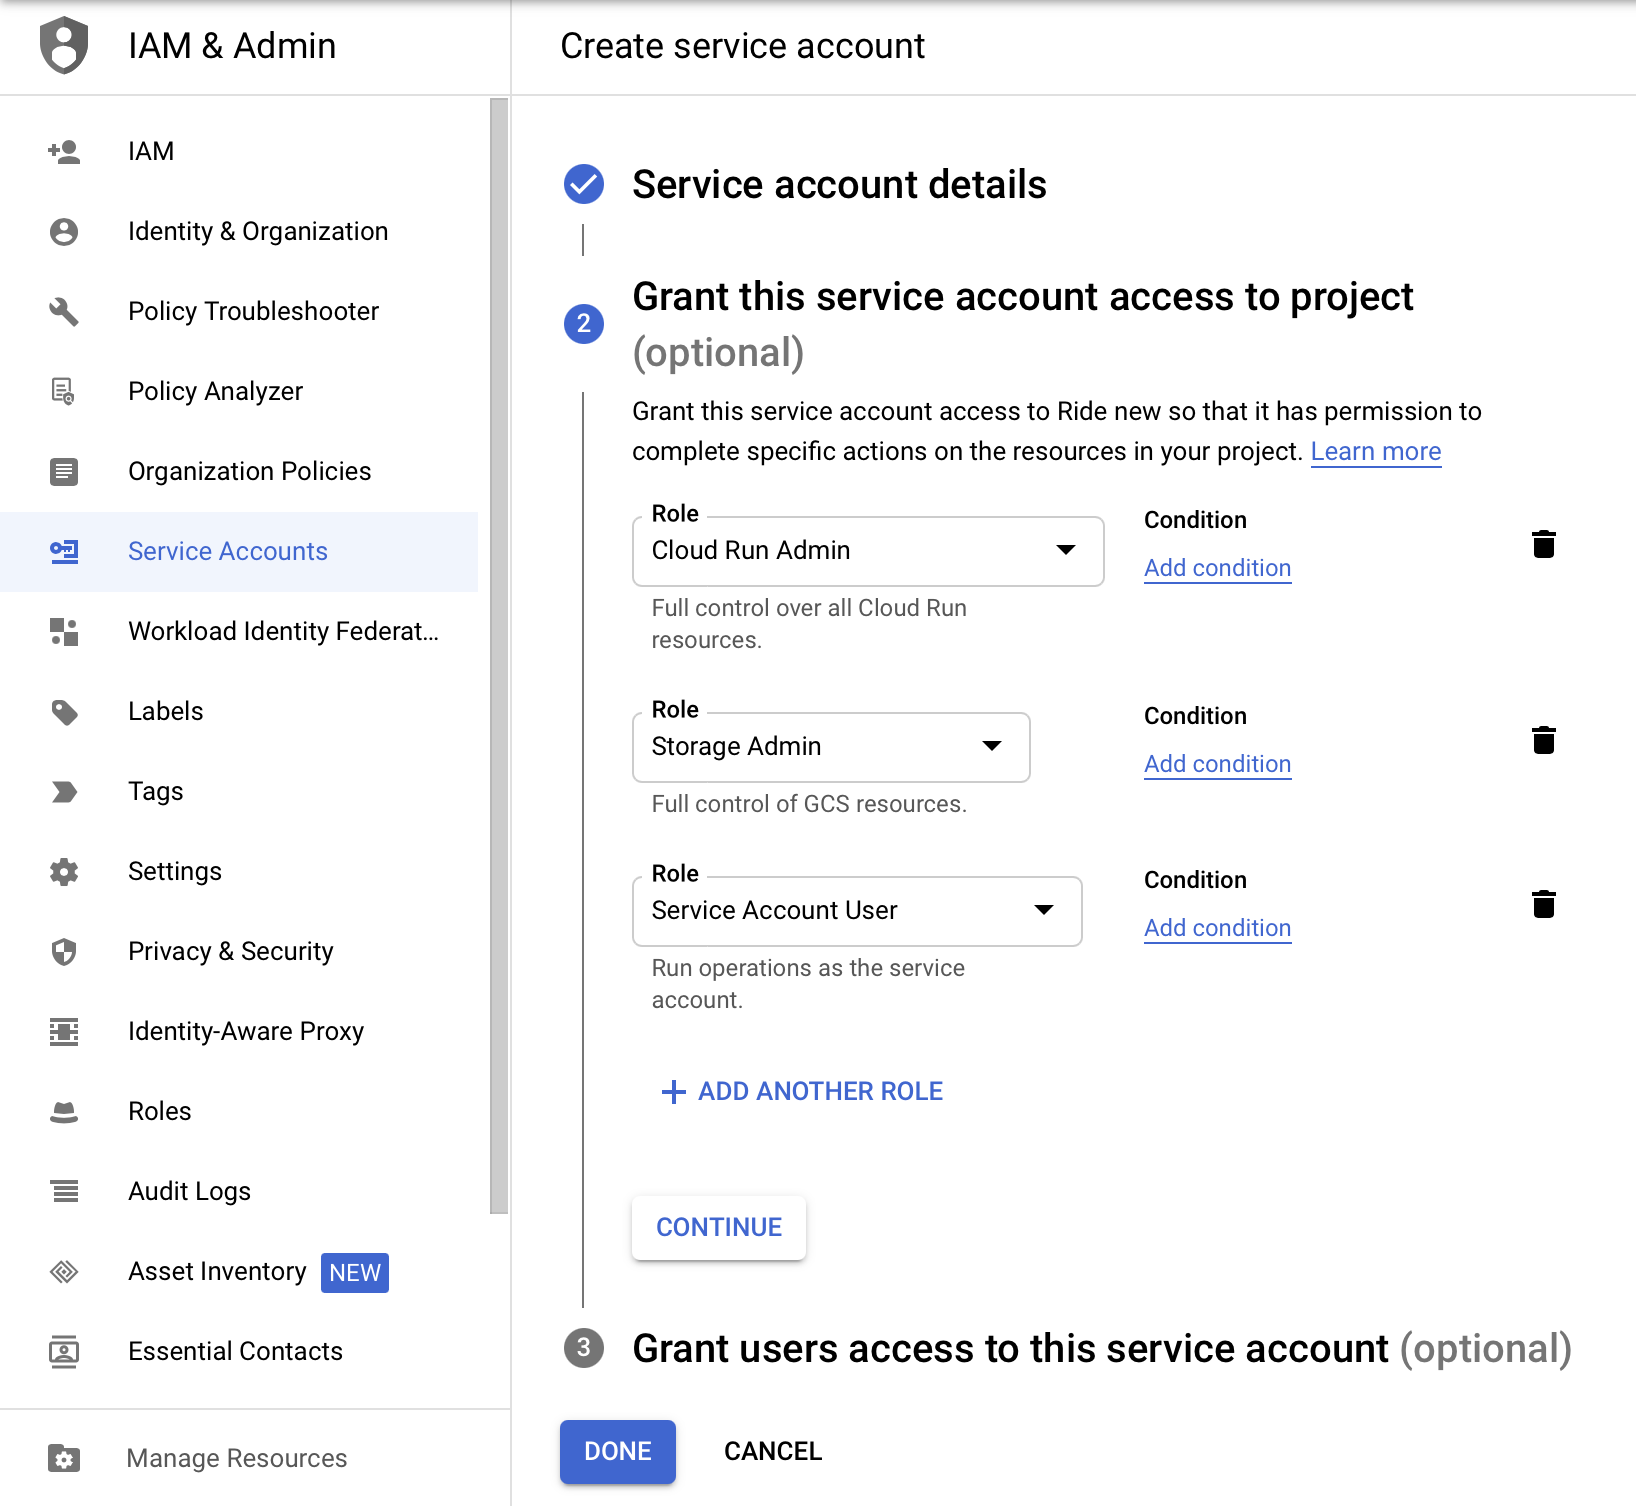 IAM & Admin
Create service account
IAM
Identity & Organization
Policy Troubleshooter
Policy Analyzer
Organization Policies
Service Accounts
Workload Identity Federat...
Labels
Tags
Settings
Privacy & Security
Identity-Aware Proxy
Roles
Audit Logs
Asset Inventory NEW
Essential Contacts
Manage Resources
Service account details
2
Grant this service account access to project
(optional)
Grant this service account access to Ride new so that it has permission to
complete specific actions on the resources in your project. Learn more
Role
Cloud Run Admin
Full control over all Cloud Run
resources.
Condition
Add condition
Role
Storage Admin
Full control of GCS resources.
Condition
Add condition
Role
Service Account User
Run operations as the service
account.
Condition
Add condition
+ ADD ANOTHER ROLE
CONTINUE
3 Grant users access to this service account (optional)
DONE CANCEL